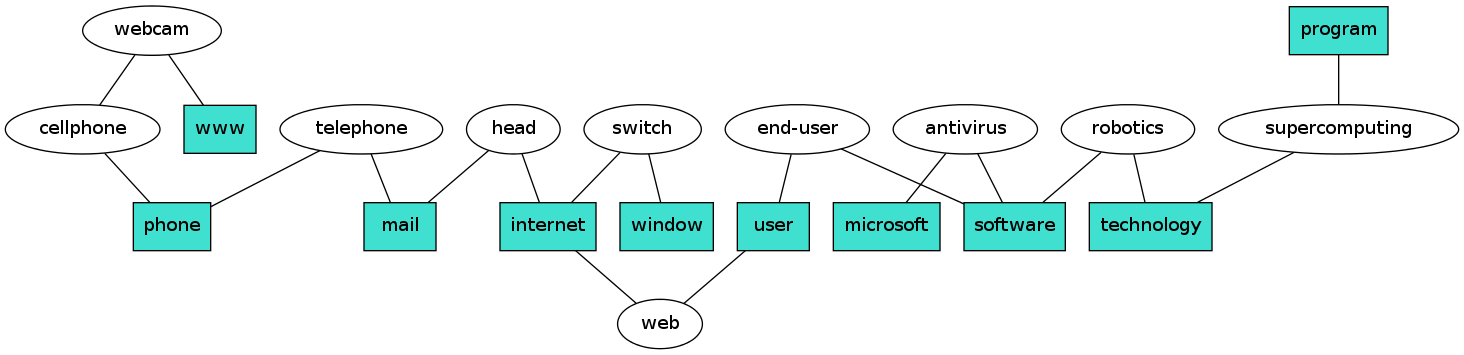 webcam
program
cellphone
www
telephone
head
switch
end-user
antivirus
robotics
supercomputing
phone
mail
internet
window
user
microsoft
software
technology
web